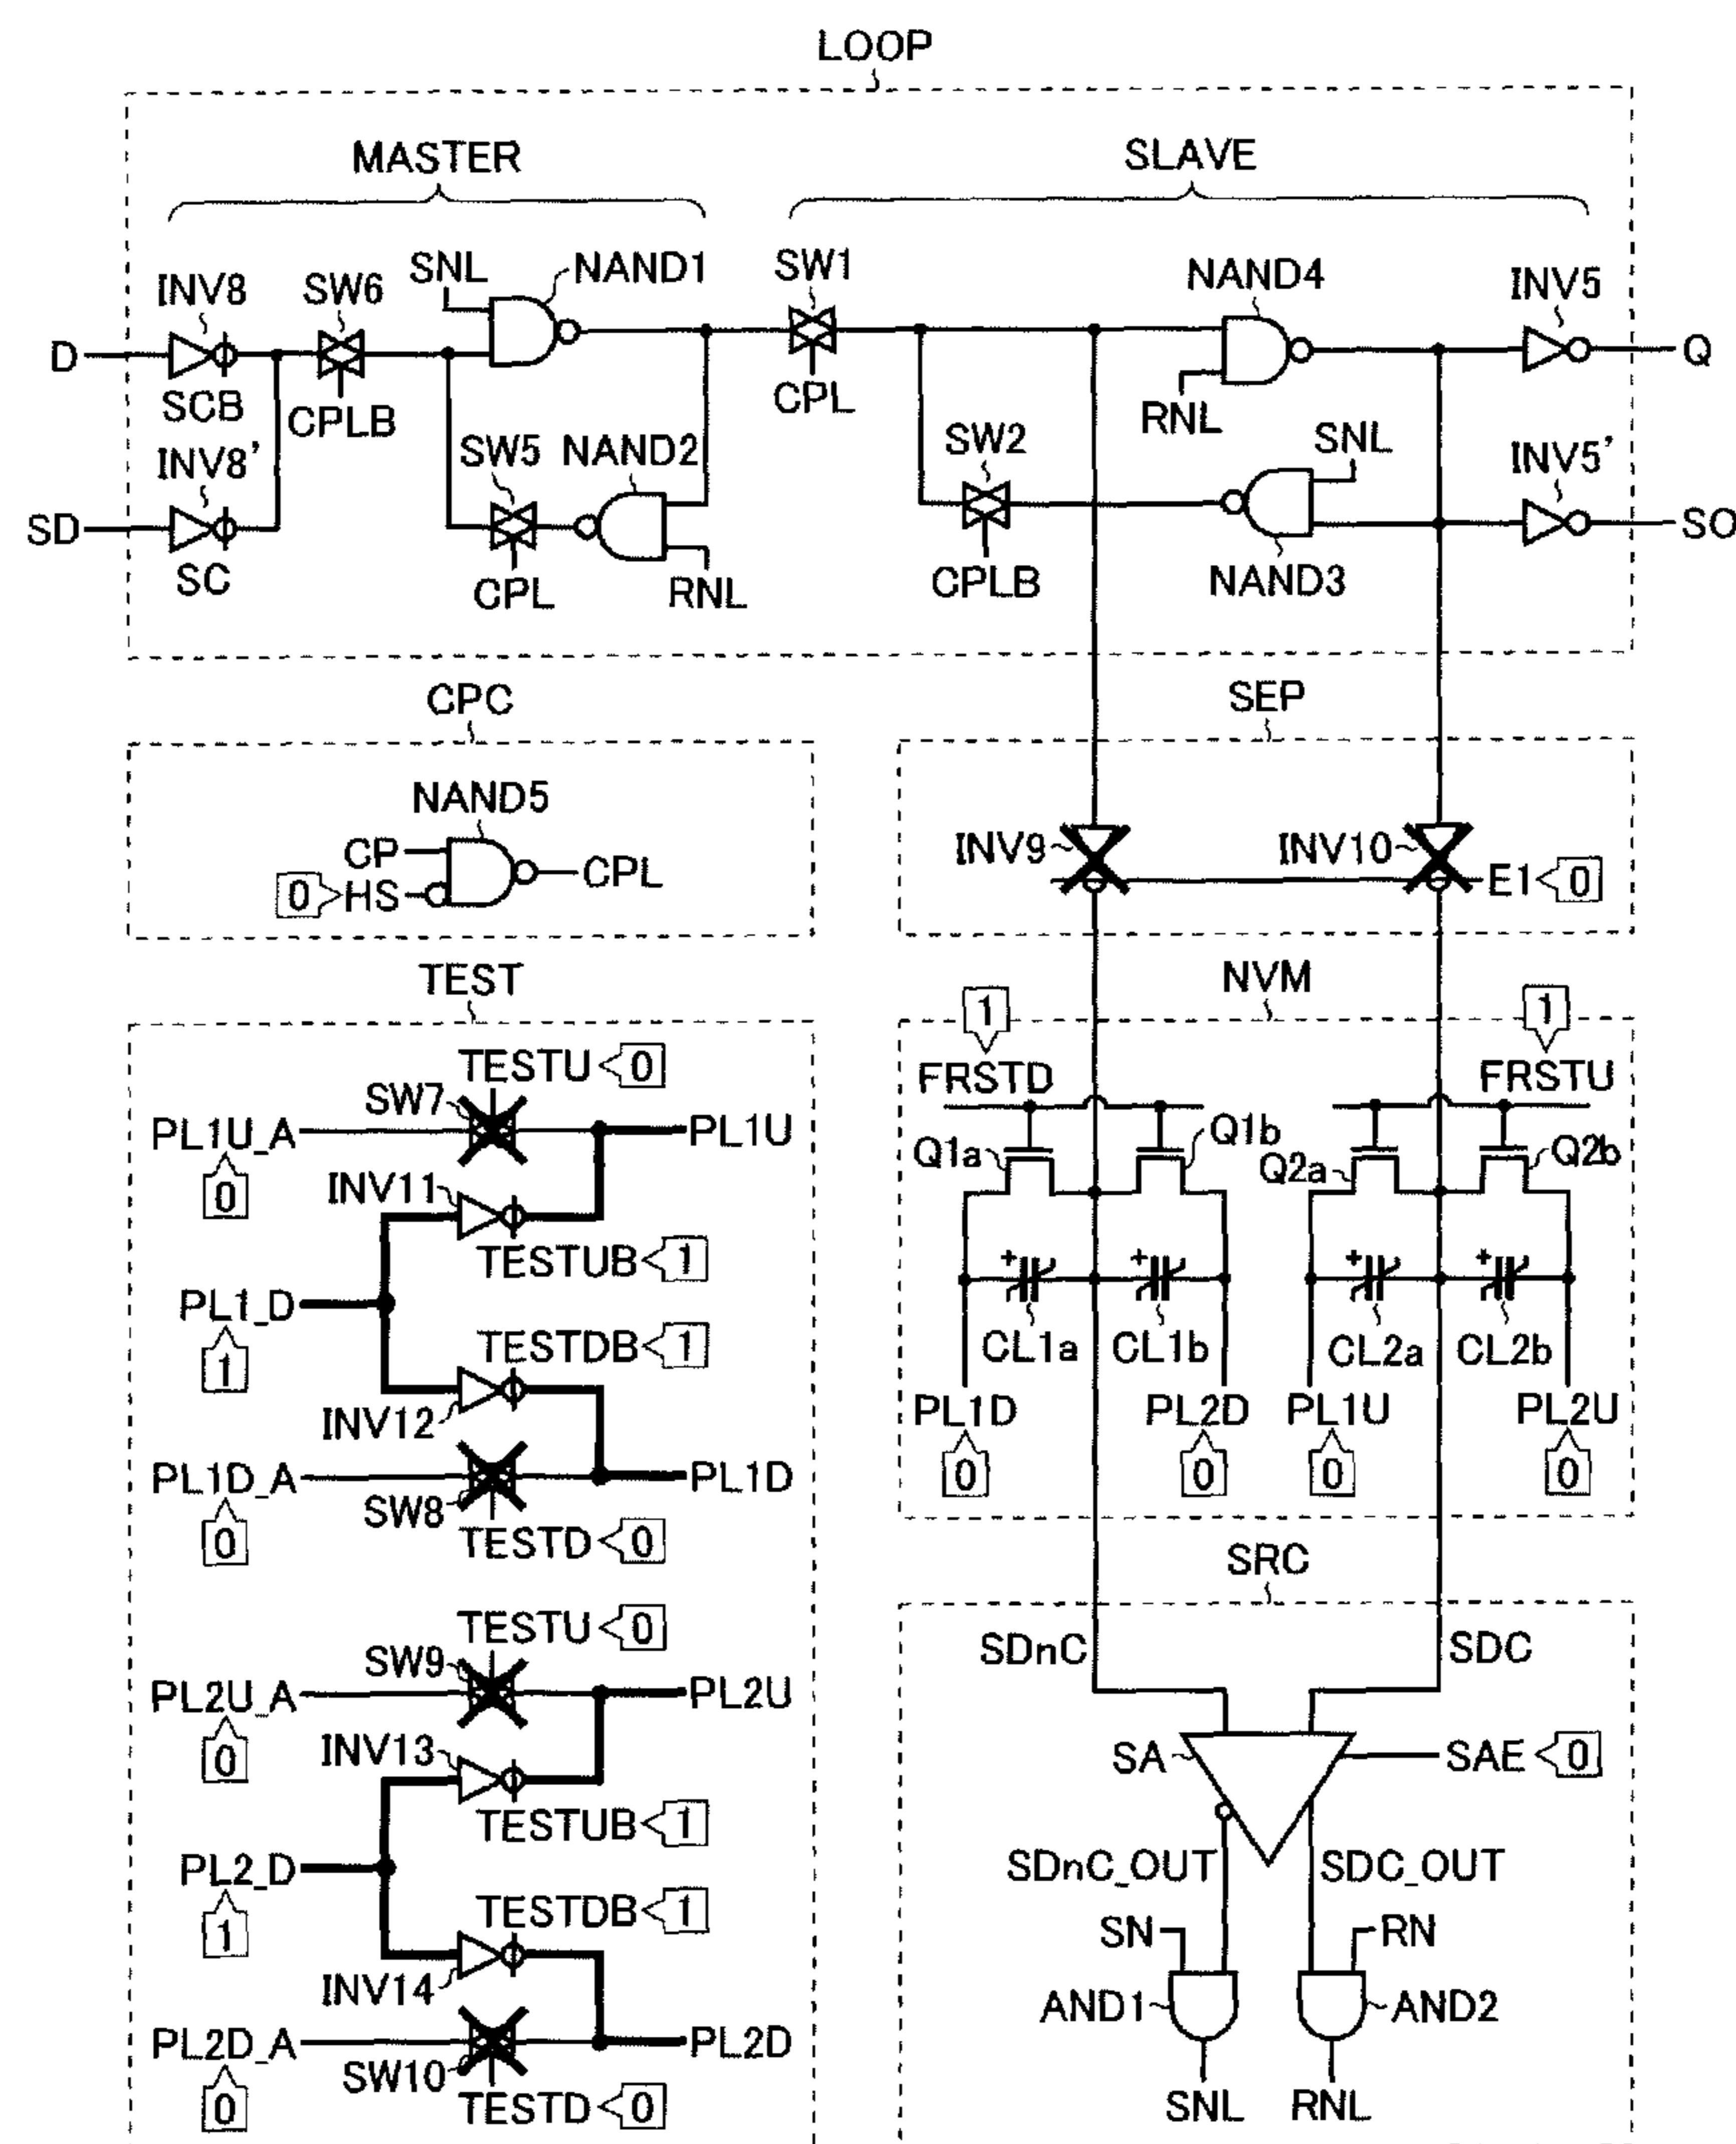 LOOP
MASTER
SLAVE
INV8
SW6
SNL
NAND1
SW1
NAND4
INV5
D
Q
SCB
CPLB
CPL
RNL
INV8'
SW5
NAND2
SW2
SNL
INV5'
SD
SO
SC
CPL
RNL
CPLB
NAND3
CPC
SEP
NAND5
CP
HS
0
CPL
INV9
INV10
E1
0
TEST
NVM
TESTU
0
SW7
PL1U_A
0
PL1U
INV11
TESTUB
1
PL1_D
1
TESTDB
1
INV12
PL1D_A
0
PL1D
SW8
TESTD
0
TESTU
0
SW9
PL2U_A
0
PL2U
INV13
TESTUB
1
PL2_D
1
TESTDB
1
INV14
PL2D_A
0
PL2D
SW10
TESTD
0
1
1
FRSTD
FRSTU
Q1a
Q1b
Q2a
Q2b
+
+
+
+
CL1a
CL1b
CL2a
CL2b
PL1D
PL2D
PL1U
PL2U
0
0
0
0
SRC
SDnC
SDC
SA
SAE
0
SDnC_OUT
SDC_OUT
SN
RN
AND1
AND2
SNL
RNL